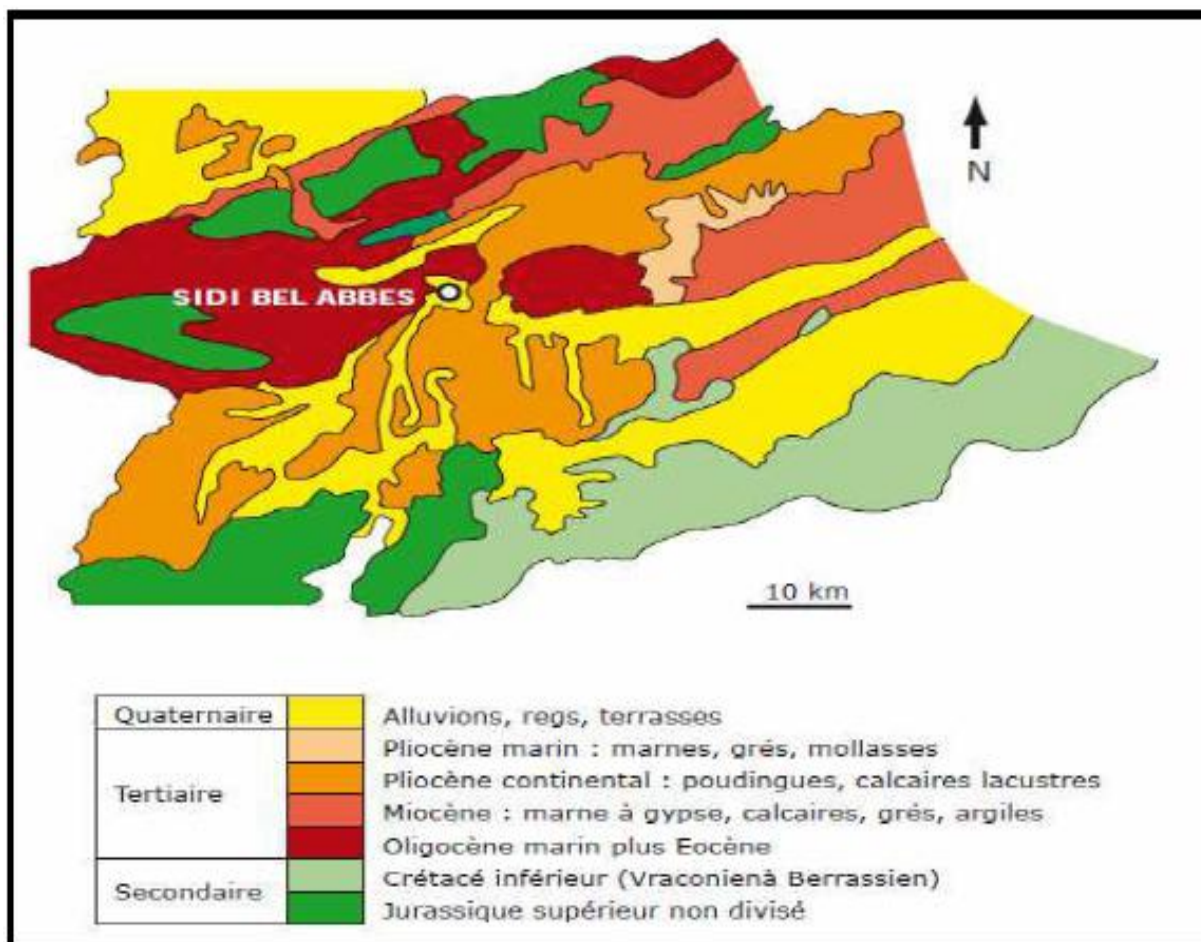 N
SIDI BEL ABBES
10 km
Quaternaire
Alluvions, regs, terrasses
Pliocène marin : marnes, grés, mollasses
Tertiaire
Pliocène continental : poudingues, calcaires lacustres
Miocène : marne à gypse, calcaires, grés, argiles
Oligocène marin plus Eocène
Secondaire
Crétacé inférieur (Vraconienà Berrassien)
Jurassique supérieur non divisé